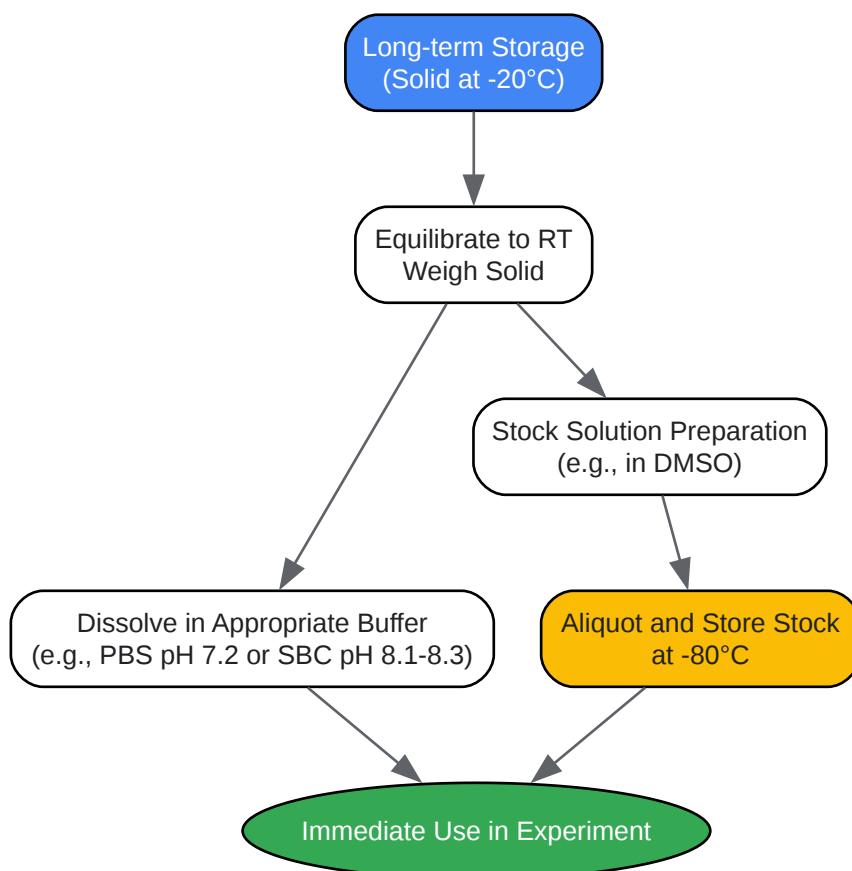 Long-term Storage
(Solid at -20°C)
Equilibrate to RT
Weigh Solid
Stock Solution Preparation
(e.g., in DMSO)
Dissolve in Appropriate Buffer
(e.g., PBS pH 7.2 or SBC pH 8.1-8.3)
Aliquot and Store Stock
at -80°C
Immediate Use in Experiment